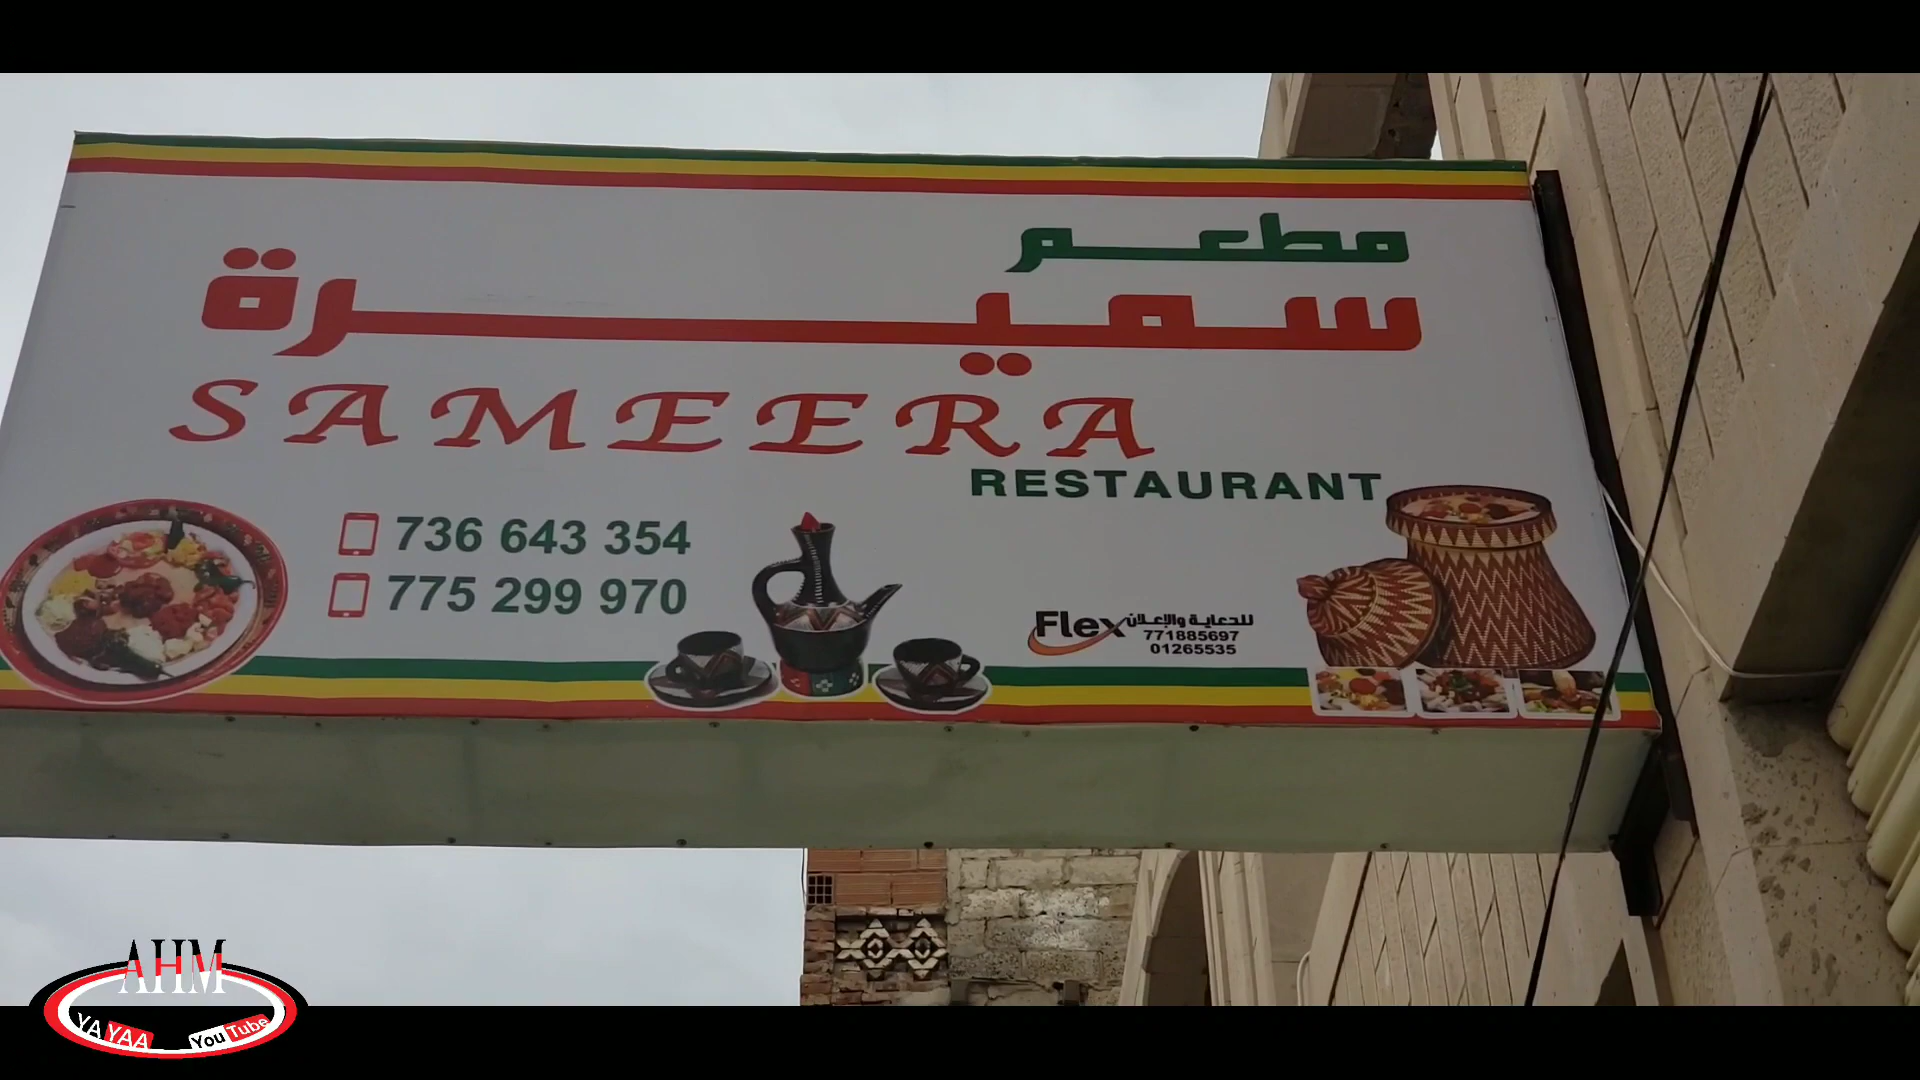 مطعم
سميرة
SAMEERA
RESTAURANT
736 643 354
775 299 970
Flex للدعاية والإعلان
771885697
01265535
AHM
YAYAA YouTube